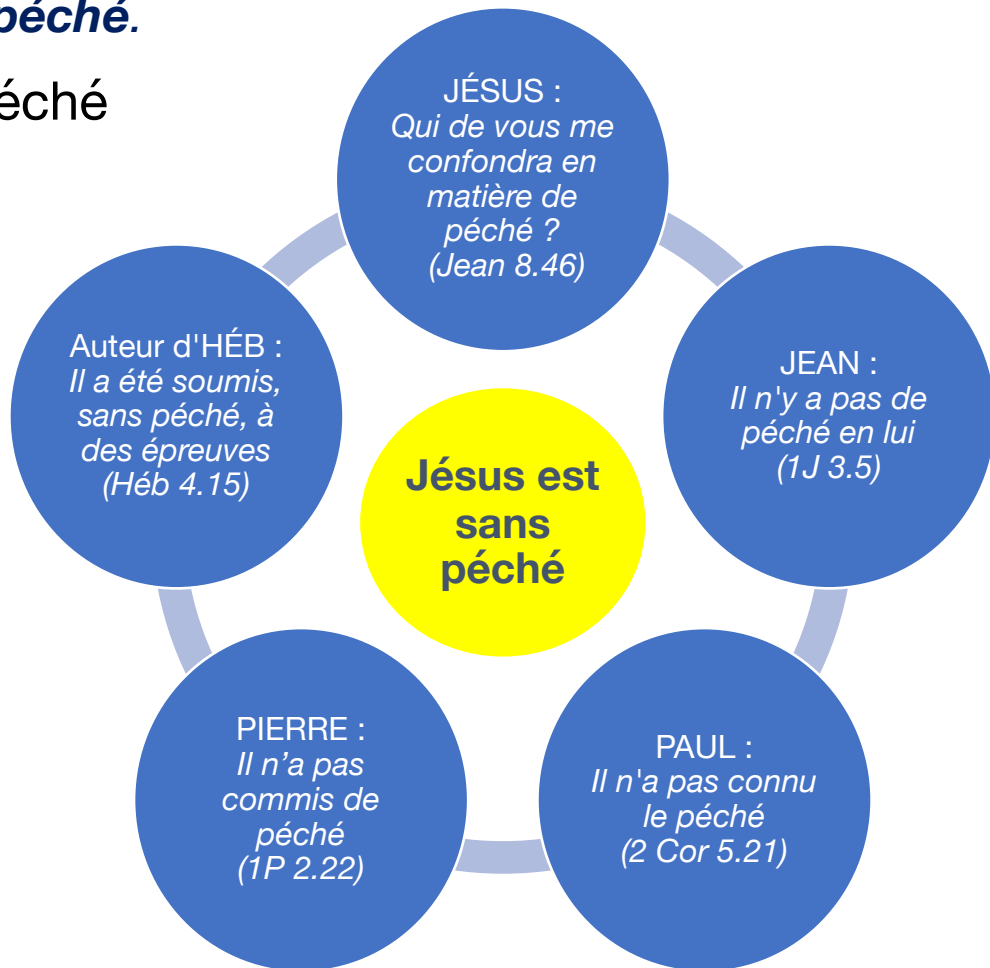 péché.
éché
JÉSUS :
Qui de vous me
confondra en
matière de
péché ?
(Jean 8.46)
JEAN :
Il n'y a pas de
péché en lui
(1J 3.5)
PAUL :
Il n'a pas connu
le péché
(2 Cor 5.21)
PIERRE :
Il n’a pas
commis de
péché
(1P 2.22)
Auteur d'HÉB :
Il a été soumis,
sans péché, à
des épreuves
(Héb 4.15)
Jésus est
sans
péché